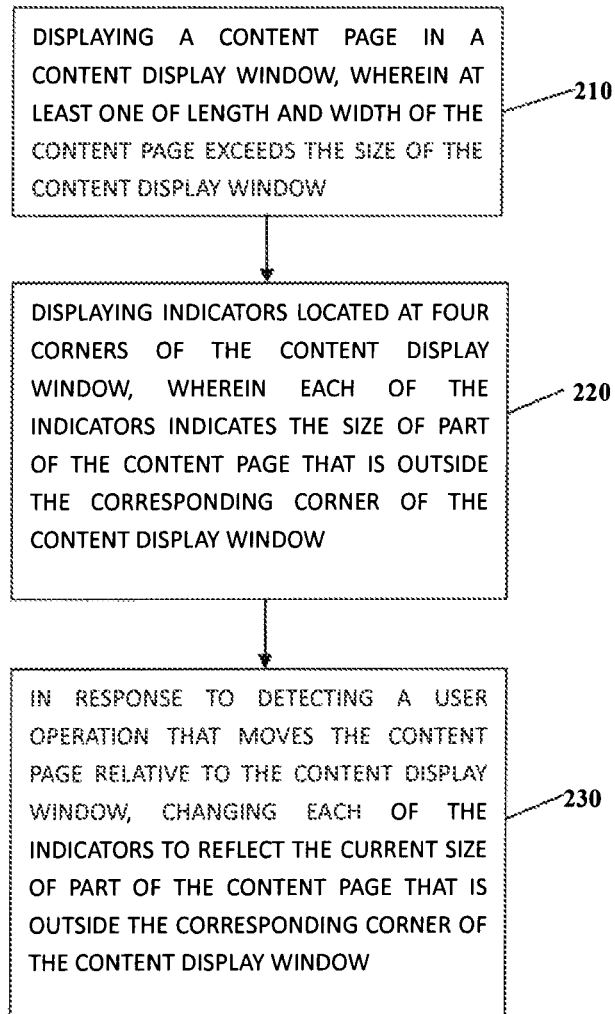 DISPLAYING A CONTENT PAGE IN A
CONTENT DISPLAY WINDOW, WHEREIN AT
LEAST ONE OF LENGTH AND WIDTH OF THE
CONTENT PAGE EXCEEDS THE SIZE OF THE
CONTENT DISPLAY WINDOW
210
DISPLAYING INDICATORS LOCATED AT FOUR
CORNERS OF THE CONTENT DISPLAY
WINDOW, WHEREIN EACH OF THE
INDICATORS INDICATES THE SIZE OF PART
OF THE CONTENT PAGE THAT IS OUTSIDE
THE CORRESPONDING CORNER OF THE
CONTENT DISPLAY WINDOW
220
IN RESPONSE TO DETECTING A USER
OPERATION THAT MOVES THE CONTENT
PAGE RELATIVE TO THE CONTENT DISPLAY
WINDOW, CHANGING EACH OF THE
INDICATORS TO REFLECT THE CURRENT SIZE
OF PART OF THE CONTENT PAGE THAT IS
OUTSIDE THE CORRESPONDING CORNER OF
THE CONTENT DISPLAY WINDOW
230